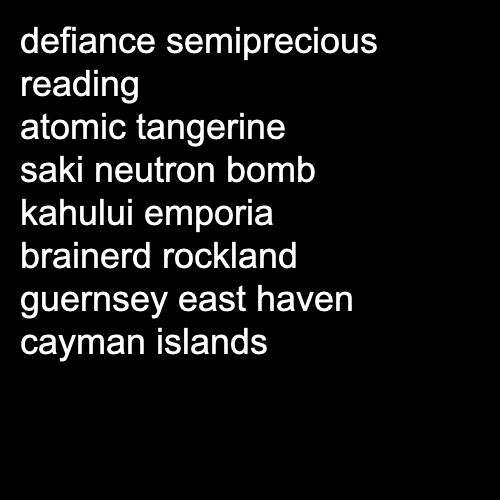 defiance semiprecious
reading
atomic tangerine
saki neutron bomb
kahului emporia
brainerd rockland
guernsey east haven
cayman islands